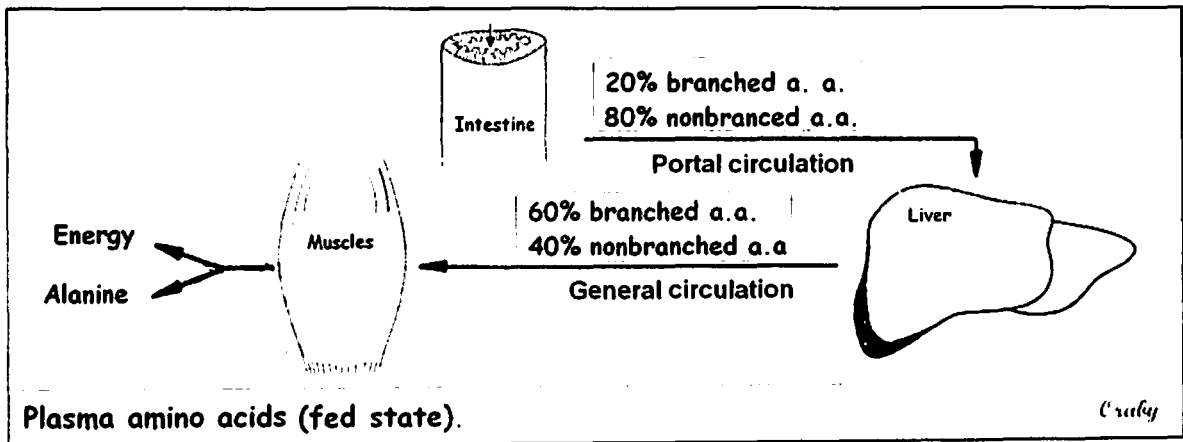 20% branched a. a.
80% nonbranced a.a.
Intestine
Portal circulation
60% branched a.a.
40% nonbranched a.a
General circulation
Liver
Muscles
Energy
Alanine
Plasma amino acids (fed state).